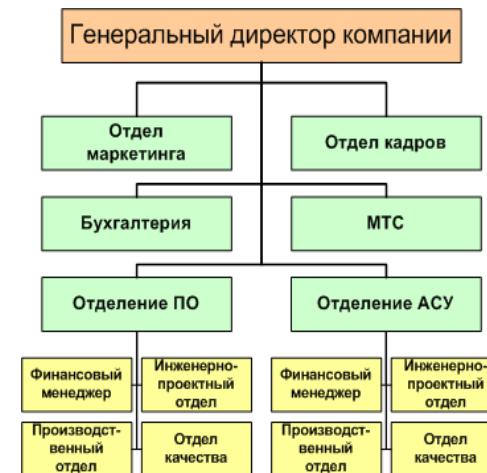 Генеральный директор компании
Отдел
маркетинга
Отдел кадров
Бухгалтерия
МТС
Отделение ПО
Отделение АСУ
Финансовый
менеджер
Инженерно-
проектный
отдел
Финансовый
менеджер
Инженерно-
проектный
отдел
Производст-
венный
отдел
Отдел
качества
Производст-
венный
отдел
Отдел
качества